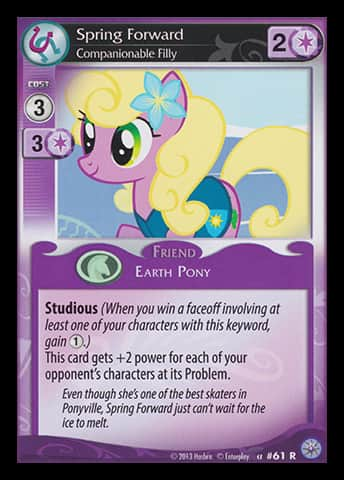 Spring Forward
Companionable Filly
2
COST
3
3
FRIEND
EARTH PONY
Studious (When you win a faceoff involving at
least one of your characters with this keyword,
gain 1.)
This card gets +2 power for each of your
opponent's characters at its Problem.
Even though she's one of the best skaters in
Ponyville, Spring Forward just can't wait for the
ice to melt.
© 2013 Hasbro. © Enterplay α #61 R